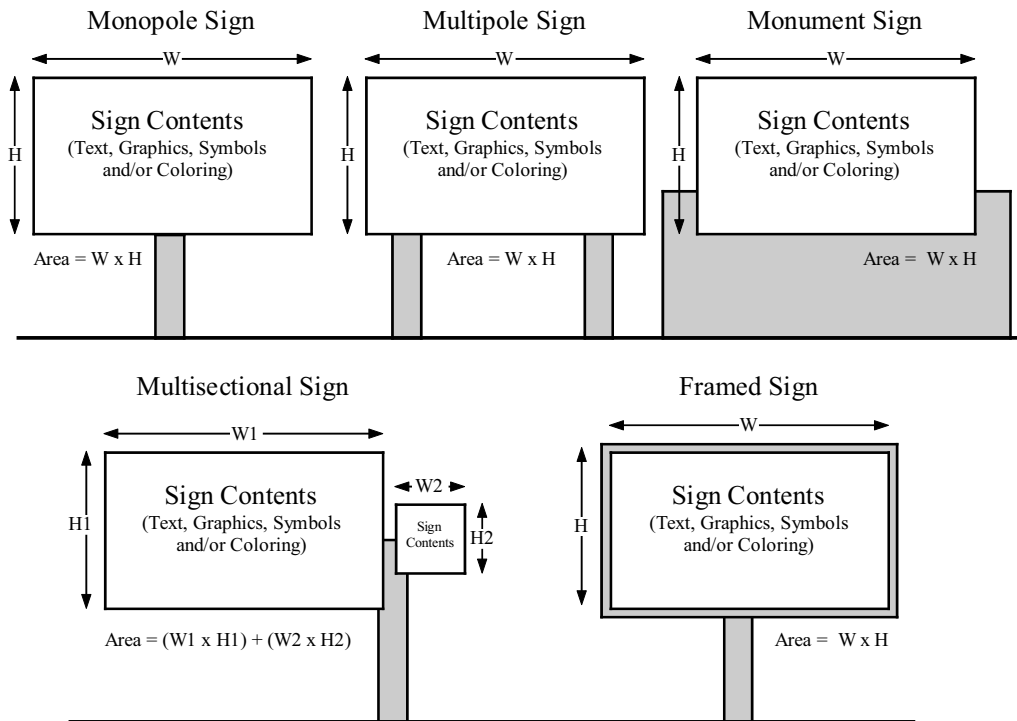 Monopole Sign
W
H
Sign Contents
(Text, Graphics, Symbols
and/or Coloring)
Area = W x H
Multipole Sign
W
H
Sign Contents
(Text, Graphics, Symbols
and/or Coloring)
Area = W x H
Monument Sign
W
H
Sign Contents
(Text, Graphics, Symbols
and/or Coloring)
Area = W x H
Multisectional Sign
W1
H1
Sign Contents
(Text, Graphics, Symbols
and/or Coloring)
W2
Sign
Contents
H2
Area = (W1 x H1) + (W2 x H2)
Framed Sign
W
H
Sign Contents
(Text, Graphics, Symbols
and/or Coloring)
Area = W x H